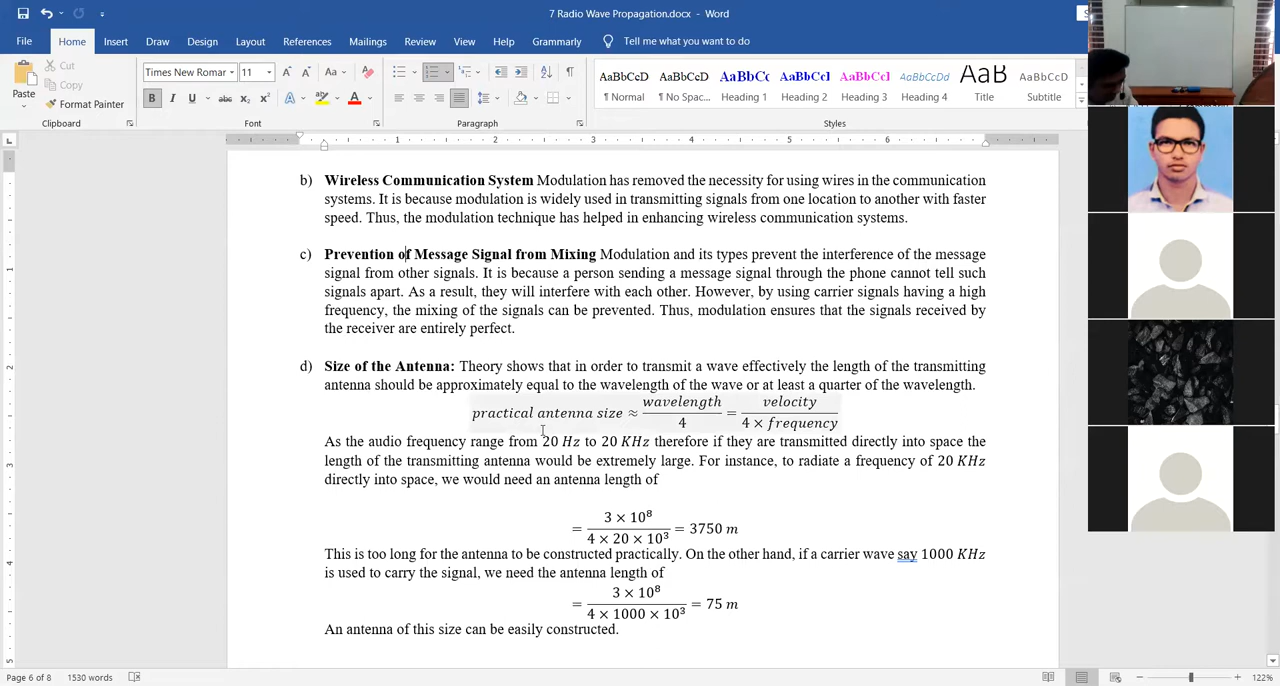 7 Radio Wave Propagation.docx - Word
File Home Insert Draw Design Layout References Mailings Review View Help Grammarly Tell me what you want to do
Paste
Cut
Copy
Format Painter
Clipboard
Times New Roman 11
Font
Paragraph
AaBbCcD AaBbCcD AaBbCc AaBbCcI AaBbCcI AaBbCcDd AaB AaBbCcD
¶ Normal ¶ No Spac... Heading 1 Heading 2 Heading 3 Heading 4 Title Subtitle
Styles
b) Wireless Communication System Modulation has removed the necessity for using wires in the communication
systems. It is because modulation is widely used in transmitting signals from one location to another with faster
speed. Thus, the modulation technique has helped in enhancing wireless communication systems.
c) Prevention of Message Signal from Mixing Modulation and its types prevent the interference of the message
signal from other signals. It is because a person sending a message signal through the phone cannot tell such
signals apart. As a result, they will interfere with each other. However, by using carrier signals having a high
frequency, the mixing of the signals can be prevented. Thus, modulation ensures that the signals received by
the receiver are entirely perfect.
d) Size of the Antenna: Theory shows that in order to transmit a wave effectively the length of the transmitting
antenna should be approximately equal to the wavelength of the wave or at least a quarter of the wavelength.
practical antenna size ≈ wavelength / 4 = velocity / 4 × frequency
As the audio frequency range from 20 Hz to 20 KHz therefore if they are transmitted directly into space the
length of the transmitting antenna would be extremely large. For instance, to radiate a frequency of 20 KHz
directly into space, we would need an antenna length of
= 3 × 10⁸ / 4 × 20 × 10³ = 3750 m
This is too long for the antenna to be constructed practically. On the other hand, if a carrier wave say 1000 KHz
is used to carry the signal, we need the antenna length of
= 3 × 10⁸ / 4 × 1000 × 10³ = 75 m
An antenna of this size can be easily constructed.
Page 6 of 8 1530 words 122%